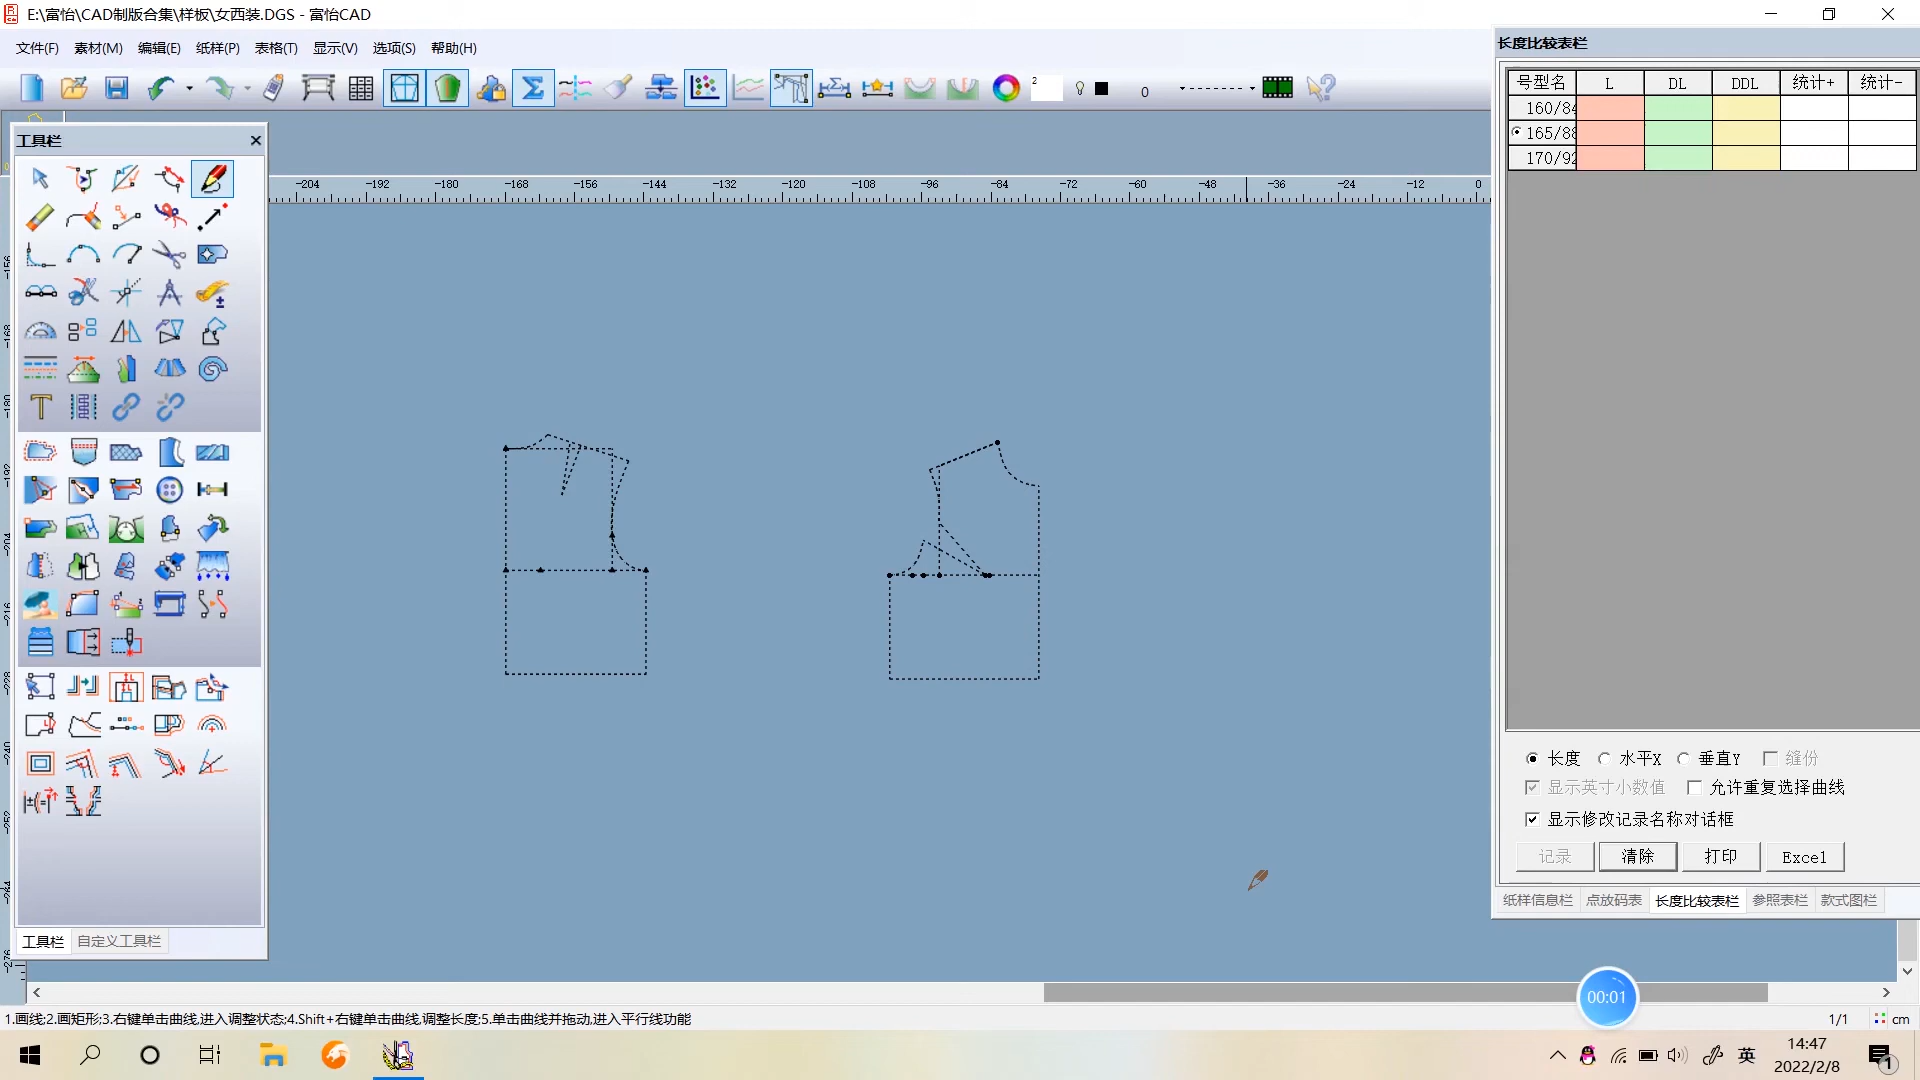 E:\富怡\CAD制版合集\样板\女西装.DGS - 富怡CAD
文件(F) 素材(M) 编辑(E) 纸样(P) 表格(T) 显示(V) 选项(S) 帮助(H)
长度比较表栏
号型名 L DL DDL 统计+ 统计-
160/84
165/88
170/92
2
0
工具栏
-204 -192 -180 -168 -156 -144 -132 -120 -108 -96 -84 -72 -60 -48 -36 -24 -12 0
长度 水平X 垂直Y 缝份
显示英寸小数值 允许重复选择曲线
显示修改记录名称对话框
记录 清除 打印 Excel
纸样信息栏 点放码表 长度比较表栏 参照表栏 款式图栏
工具栏 自定义工具栏
00:01
1.画线;2.画矩形;3.右键单击曲线,进入调整状态;4.Shift+右键单击曲线,调整长度;5.单击曲线并拖动,进入平行线功能
1/1 cm
英
14:47
2022/2/8
1